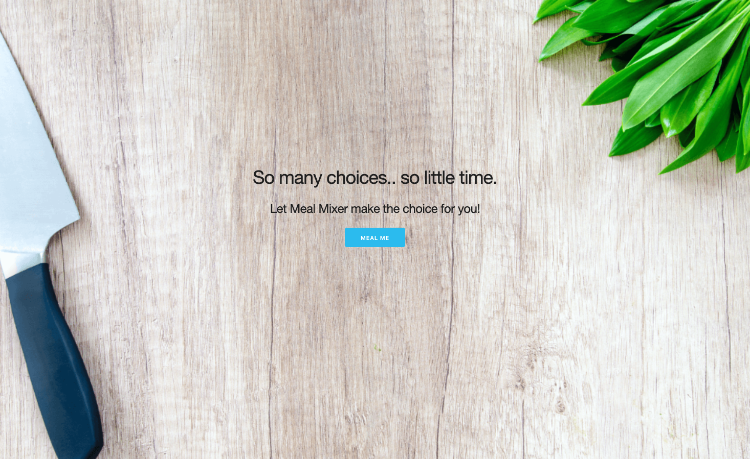 So many choices.. so little time.
Let Meal Mixer make the choice for you!
MEAL ME